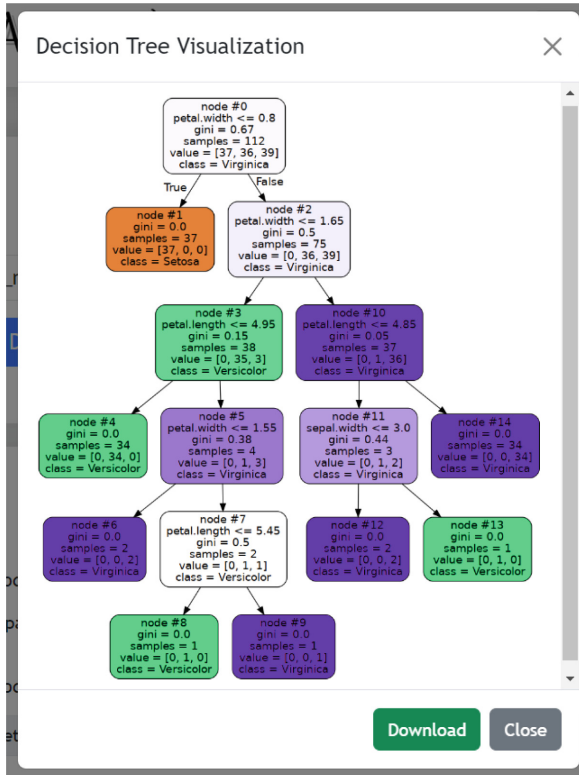 Decision Tree Visualization
node #0
petal.width <= 0.8
gini = 0.67
samples = 112
value = [37, 36, 39]
class = Virginica
True
False
node #1
gini = 0.0
samples = 37
value = [37, 0, 0]
class = Setosa
node #2
petal.width <= 1.65
gini = 0.5
samples = 75
value = [0, 36, 39]
class = Virginica
node #3
petal.length <= 4.95
gini = 0.15
samples = 38
value = [0, 35, 3]
class = Versicolor
node #10
petal.length <= 4.85
gini = 0.05
samples = 37
value = [0, 1, 36]
class = Virginica
node #4
gini = 0.0
samples = 34
value = [0, 34, 0]
class = Versicolor
node #5
petal.width <= 1.55
gini = 0.38
samples = 4
value = [0, 1, 3]
class = Virginica
node #11
sepal.width <= 3.0
gini = 0.44
samples = 3
value = [0, 1, 2]
class = Virginica
node #14
gini = 0.0
samples = 34
value = [0, 0, 34]
class = Virginica
node #6
gini = 0.0
samples = 2
value = [0, 0, 2]
class = Virginica
node #7
petal.length <= 5.45
gini = 0.5
samples = 2
value = [0, 1, 1]
class = Versicolor
node #12
gini = 0.0
samples = 2
value = [0, 0, 2]
class = Virginica
node #13
gini = 0.0
samples = 1
value = [0, 1, 0]
class = Versicolor
node #8
gini = 0.0
samples = 1
value = [0, 1, 0]
class = Versicolor
node #9
gini = 0.0
samples = 1
value = [0, 0, 1]
class = Virginica
Download
Close